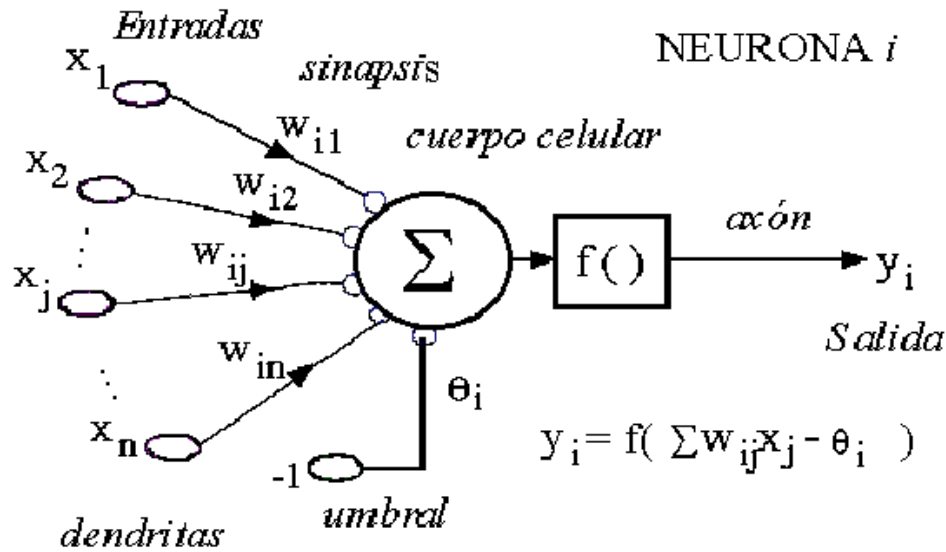 Entradas
NEURONA i
x1
sinapsis
wi1
cuerpo celular
x2
wi2
axón
xj
wij
Σ
f()
yi
Salida
win
θi
xn
yi = f( Σwijxj - θi )
-1
umbral
dendritas